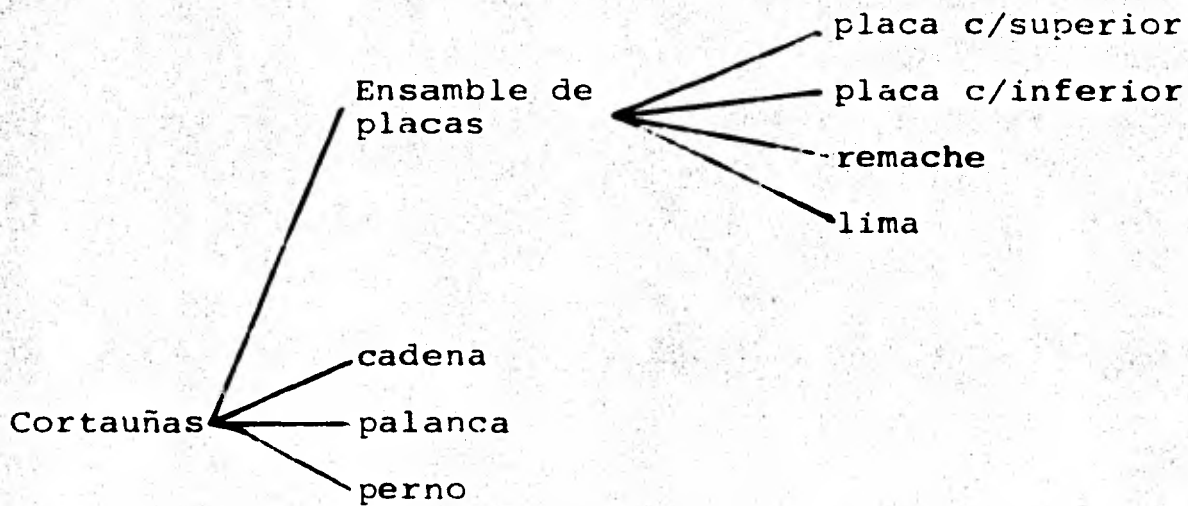 placa c/superior
Ensamble de
placas
placa c/inferior
remache
lima
cadena
Cortauñas
palanca
perno